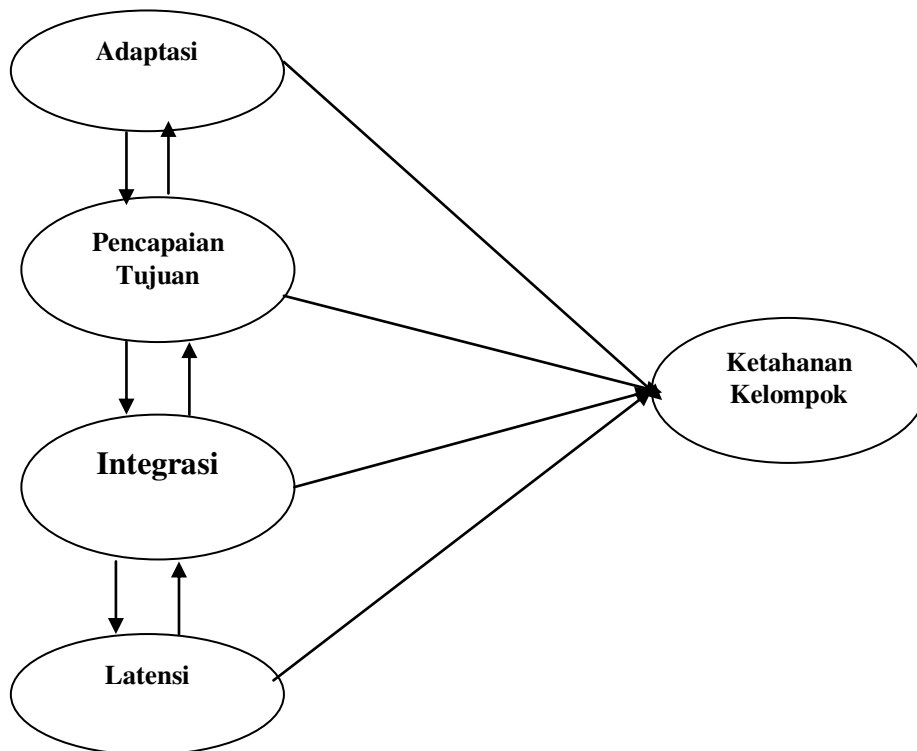 Adaptasi
Pencapaian
Tujuan
Integrasi
Latensi
Ketahanan
Kelompok